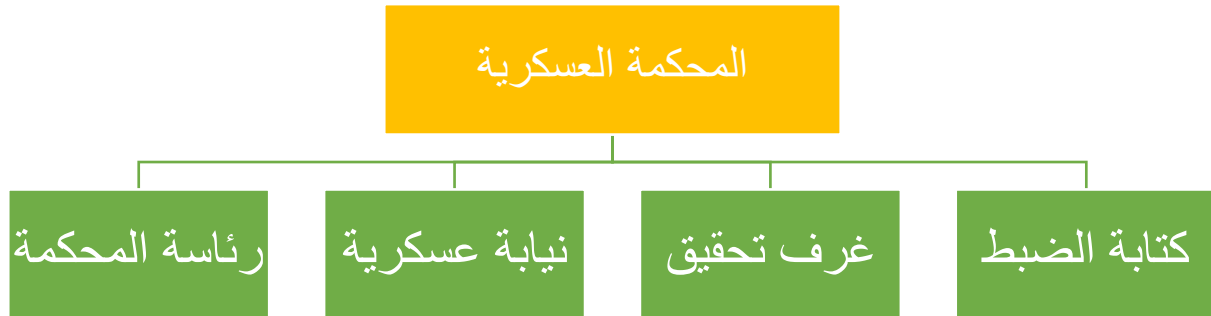 المحكمة العسكرية
كتابة الضبط
غرف تحقيق
نيابة عسكرية
رئاسة المحكمة